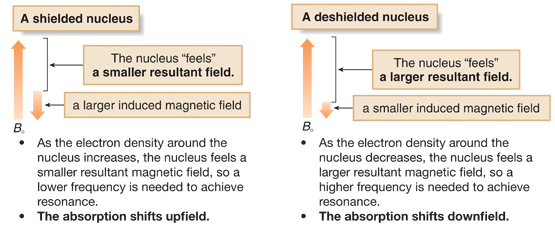 A shielded nucleus
The nucleus “feels”
a smaller resultant field.
a larger induced magnetic field
B₀
• As the electron density around the
nucleus increases, the nucleus feels a
smaller resultant magnetic field, so a
lower frequency is needed to achieve
resonance.
• The absorption shifts upfield.
A deshielded nucleus
The nucleus “feels”
a larger resultant field.
a smaller induced magnetic field
B₀
• As the electron density around the
nucleus decreases, the nucleus feels a
larger resultant magnetic field, so a
higher frequency is needed to achieve
resonance.
• The absorption shifts downfield.